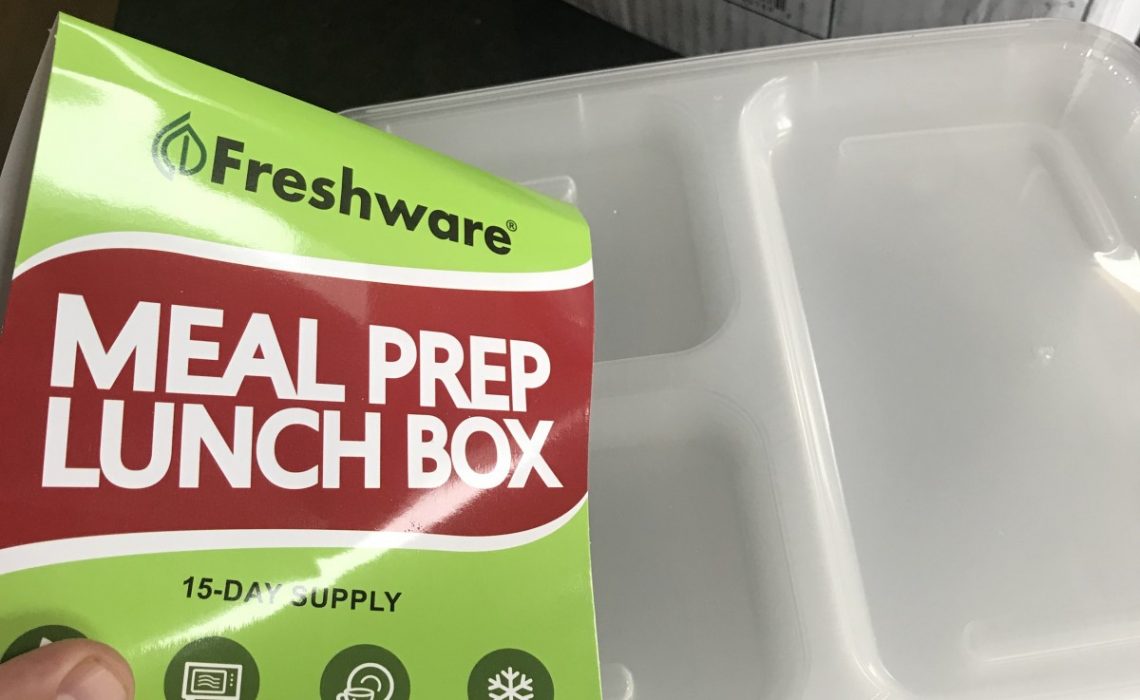 Freshware®
MEAL PREP
LUNCH BOX
15-DAY SUPPLY